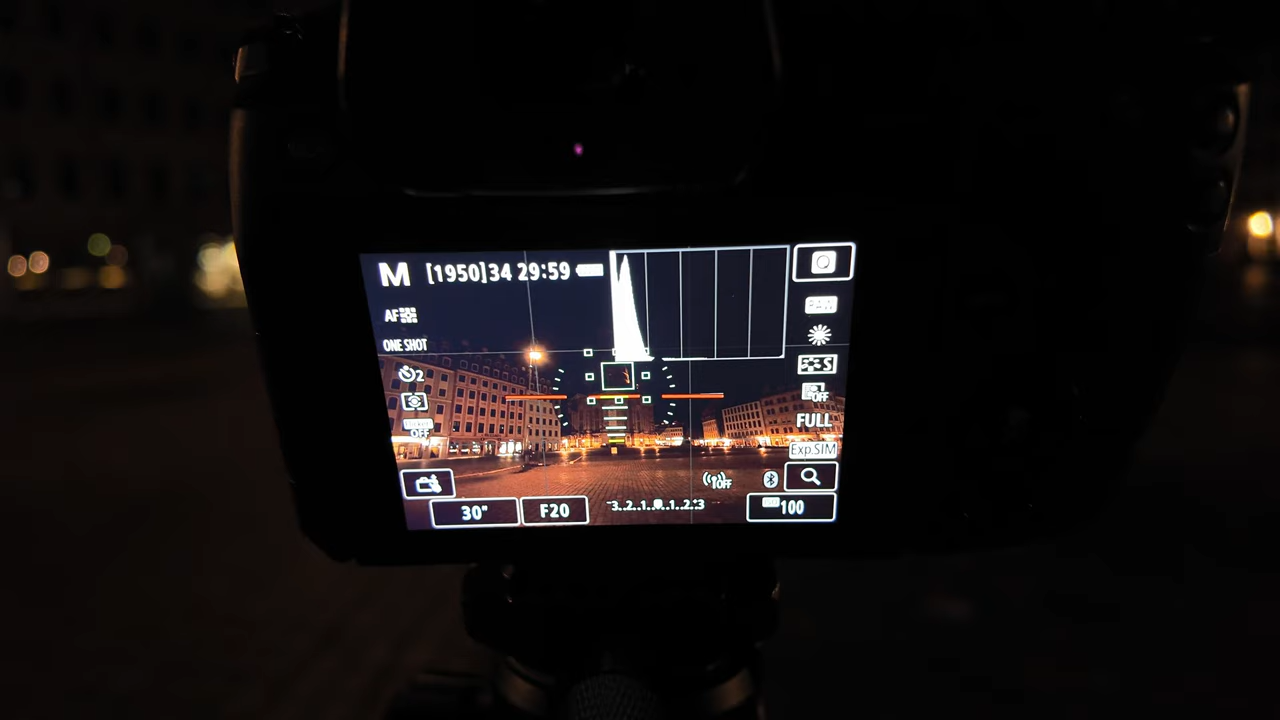 M [1950]34 29:59
AF
ONE SHOT
2
S
OFF
OFF
FULL
Exp.SIM
OFF
30" F20 -3..2..1..0..1..2..+3 100